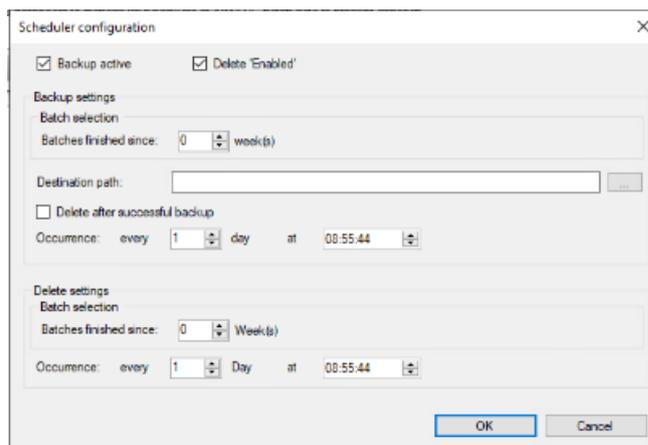 Scheduler configuration
Backup active Delete 'Enabled'
Backup settings
Batch selection
Batches finished since: 0 week(s)
Destination path: ...
Delete after successful backup
Occurrence: every 1 day at 08:55:44
Delete settings
Batch selection
Batches finished since: 0 Week(s)
Occurrence: every 1 Day at 08:55:44
OK Cancel